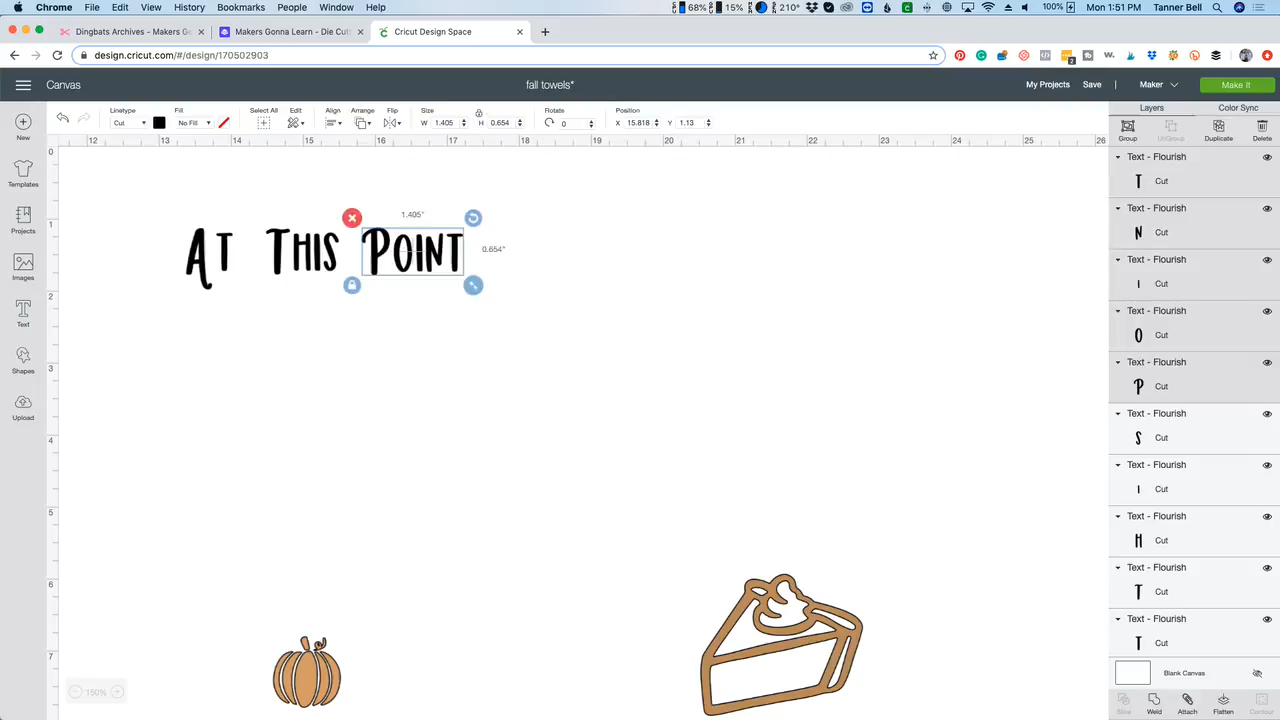 Chrome File Edit View History Bookmarks People Window Help 68% 15% 210° 100% Mon 1:51 PM Tanner Bell
Dingbats Archives - Makers G
Makers Gonna Learn - Die Cut
Cricut Design Space
design.cricut.com/#/design/170502903
Canvas
fall towels*
My Projects Save Maker Make It
Linetype Fill Select All Edit Align Arrange Flip Size Rotate Position
Cut No Fill W 1.405 H 0.654 0 X 15.818 Y 1.13
Layers Color Sync
Group UnGroup Duplicate Delete
New
Templates
Projects
Images
Text
Shapes
Upload
12 13 14 15 16 17 18 19 20 21 22 23 24 25 26
0
1
2
3
4
5
6
7
1.405"
0.654"
At This Point
150%
Text - Flourish
T Cut
Text - Flourish
N Cut
Text - Flourish
I Cut
Text - Flourish
O Cut
Text - Flourish
P Cut
Text - Flourish
S Cut
Text - Flourish
I Cut
Text - Flourish
H Cut
Text - Flourish
T Cut
Text - Flourish
T Cut
Blank Canvas
Slice Weld Attach Flatten Contour